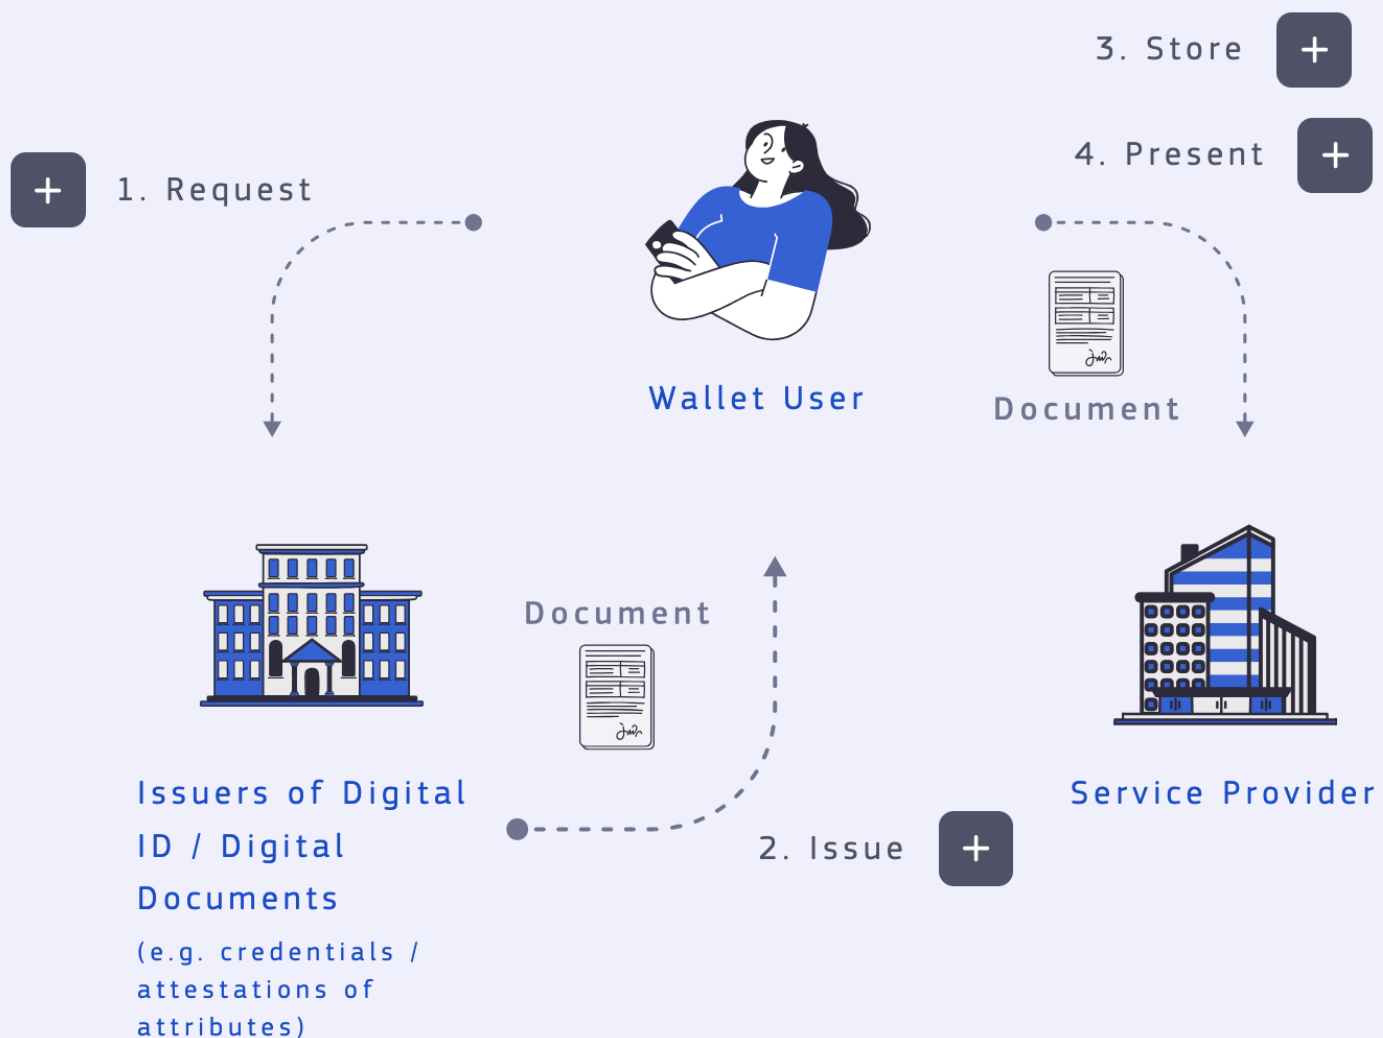 3. Store
4. Present
1. Request
Wallet User
Document
Document
2. Issue
Issuers of Digital
ID / Digital
Documents
(e.g. credentials /
attestations of
attributes)
Service Provider